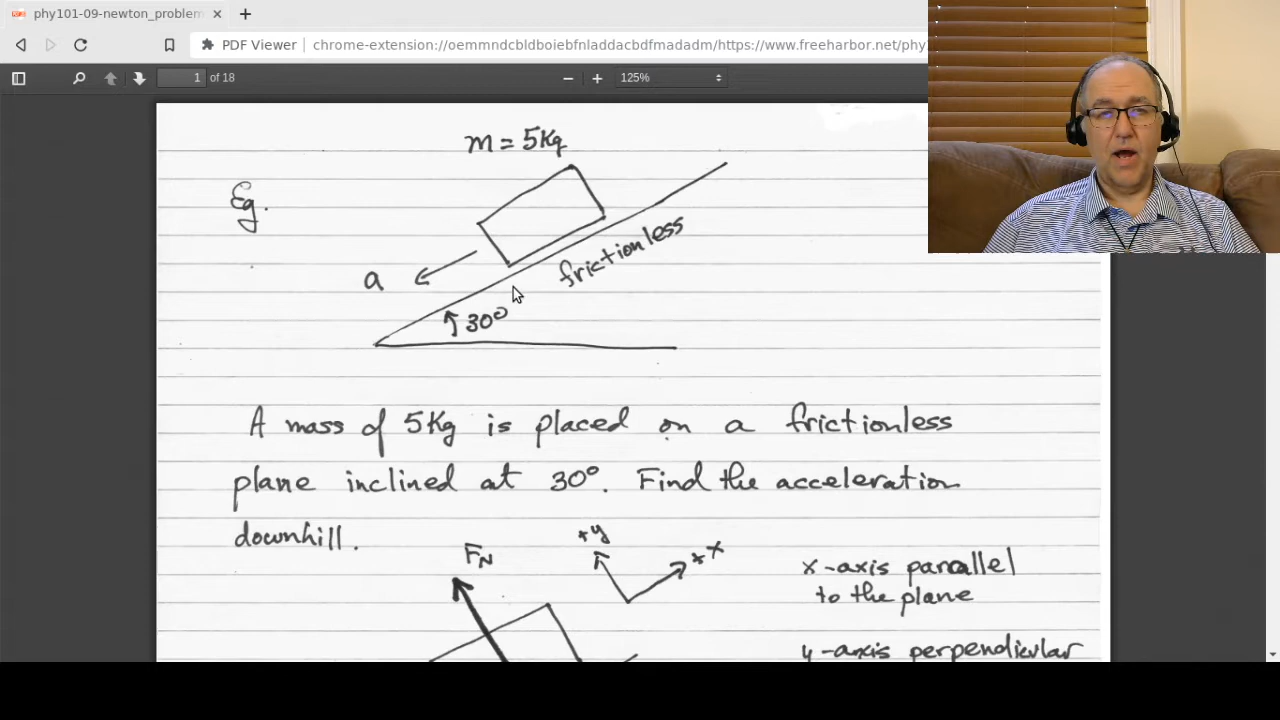 phy101-09-newton_problem
PDF Viewer
chrome-extension://oemmndcbldboiebfnladdacbdfmadadm/https://www.freeharbor.net/phy
1 of 18
125%
m = 5Kg
Eg.
frictionless
a
30°
A mass of 5Kg is placed on a frictionless
plane inclined at 30°. Find the acceleration
downhill.
+y
FN
+x
x-axis parallel
to the plane
y-axis perpendicular